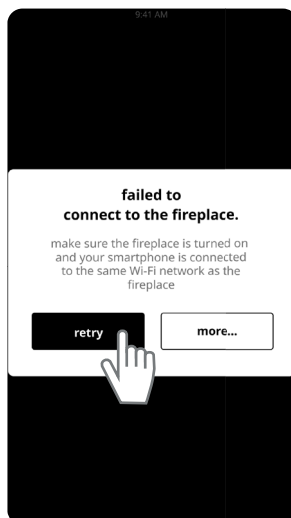 9:41 AM
failed to
connect to the fireplace.
make sure the fireplace is turned on
and your smartphone is connected
to the same Wi-Fi network as the
fireplace
retry
more...